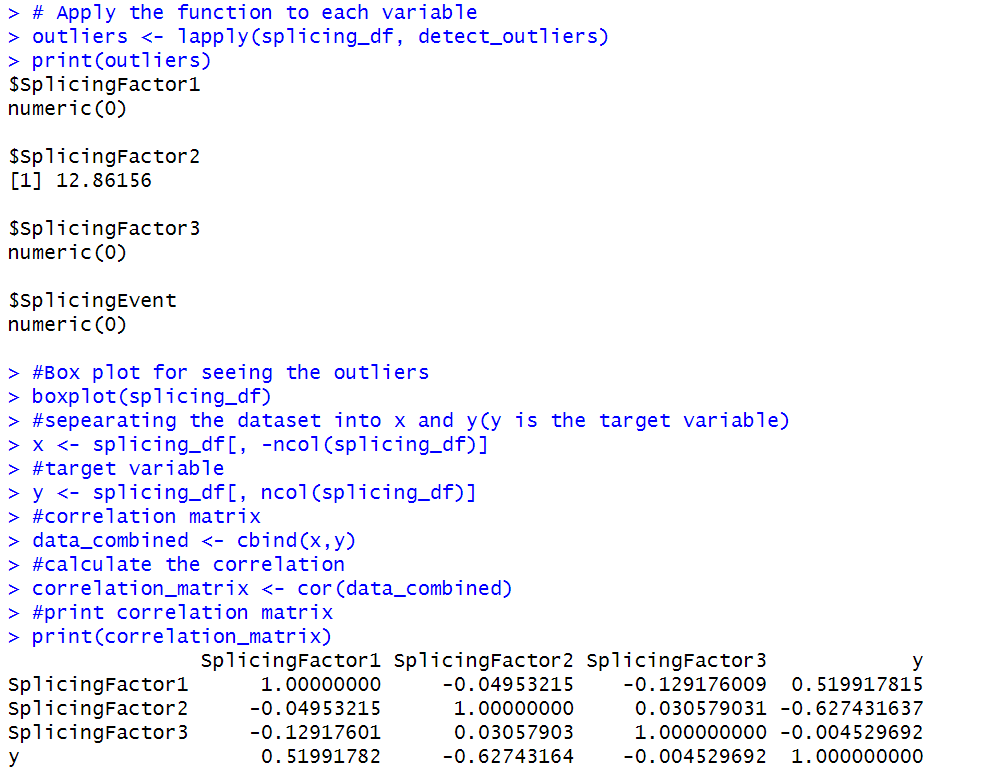 > # Apply the function to each variable
> outliers <- lapply(splicing_df, detect_outliers)
> print(outliers)
$SplicingFactor1
numeric(0)

$SplicingFactor2
[1] 12.86156

$SplicingFactor3
numeric(0)

$SplicingEvent
numeric(0)

> #Box plot for seeing the outliers
> boxplot(splicing_df)
> #sepearating the dataset into x and y(y is the target variable)
> x <- splicing_df[, -ncol(splicing_df)]
> #target variable
> y <- splicing_df[, ncol(splicing_df)]
> #correlation matrix
> data_combined <- cbind(x,y)
> #calculate the correlation
> correlation_matrix <- cor(data_combined)
> #print correlation matrix
> print(correlation_matrix)
                SplicingFactor1 SplicingFactor2 SplicingFactor3            y
SplicingFactor1      1.00000000     -0.04953215    -0.129176009  0.519917815
SplicingFactor2     -0.04953215      1.00000000     0.030579031 -0.627431637
SplicingFactor3     -0.12917601      0.03057903     1.000000000 -0.004529692
y                    0.51991782     -0.62743164    -0.004529692  1.000000000